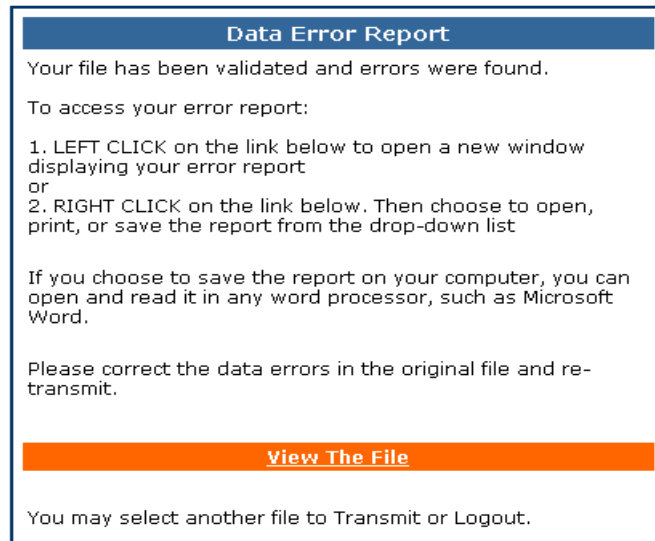 Data Error Report
Your file has been validated and errors were found.
To access your error report:
1. LEFT CLICK on the link below to open a new window
displaying your error report
or
2. RIGHT CLICK on the link below. Then choose to open,
print, or save the report from the drop-down list
If you choose to save the report on your computer, you can
open and read it in any word processor, such as Microsoft
Word.
Please correct the data errors in the original file and re-
transmit.
View The File
You may select another file to Transmit or Logout.